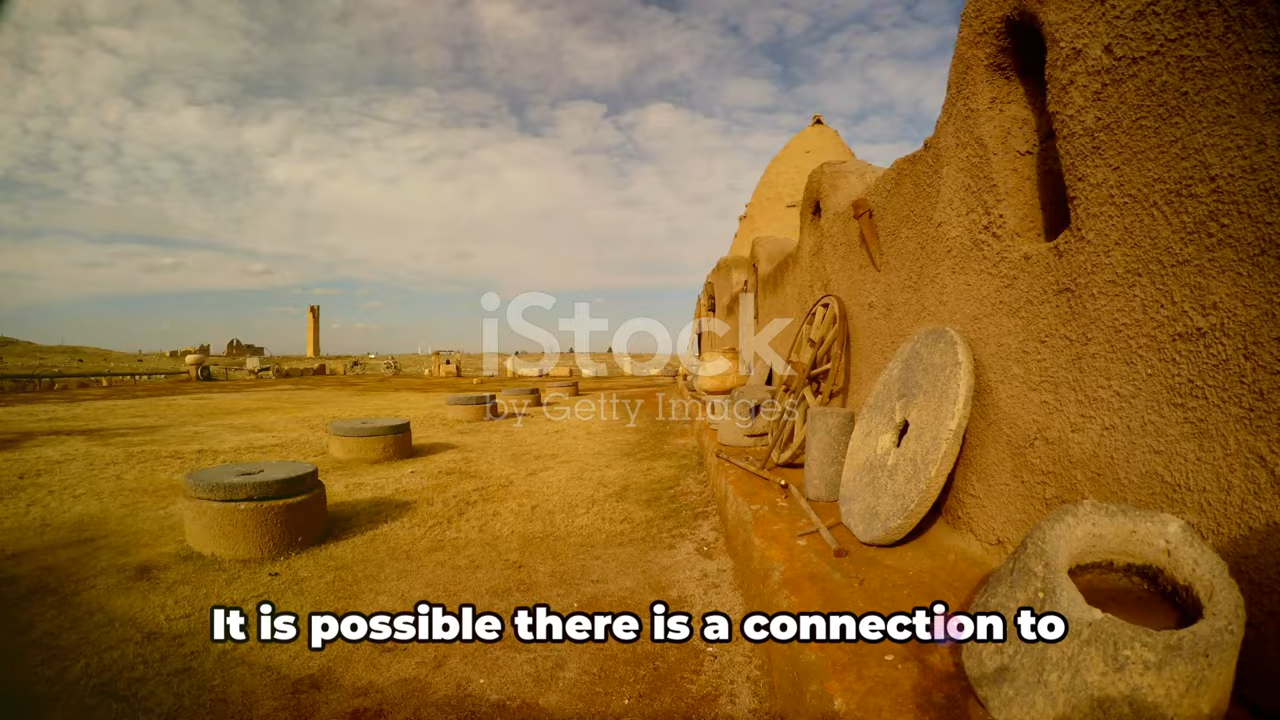 iStock
by Getty Images
It is possible there is a connection to